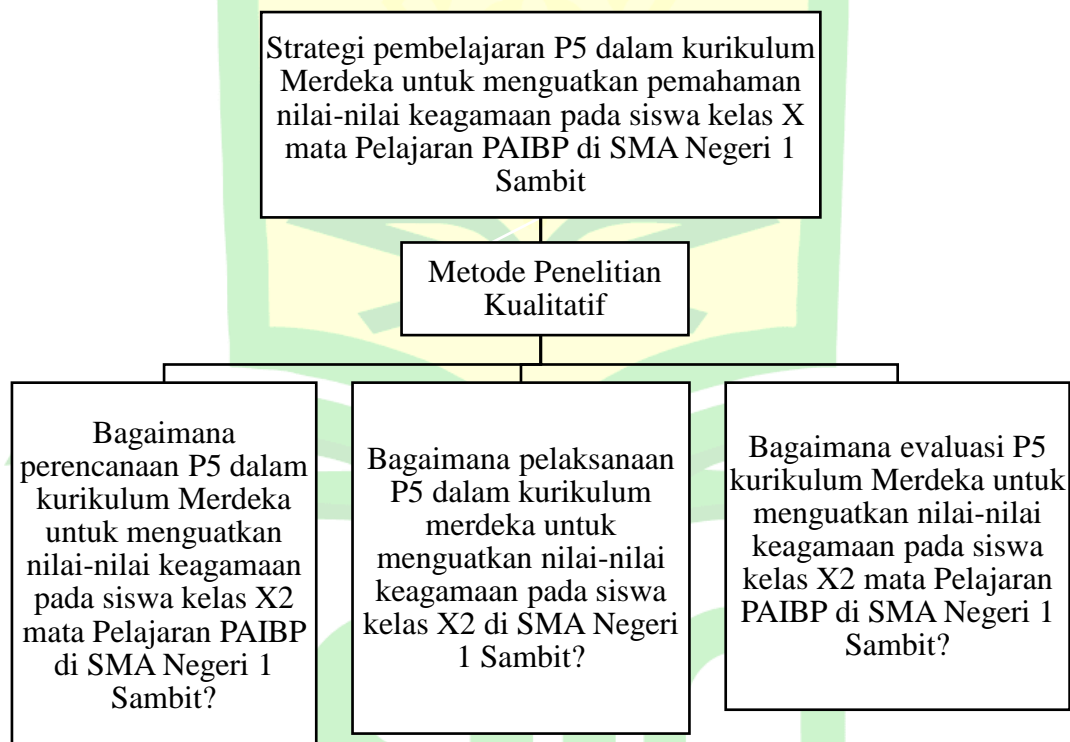 Strategi pembelajaran P5 dalam kurikulum
Merdeka untuk menguatkan pemahaman
nilai-nilai keagamaan pada siswa kelas X
mata Pelajaran PAIBP di SMA Negeri 1
Sambit
Metode Penelitian
Kualitatif
Bagaimana
perencanaan P5 dalam
kurikulum Merdeka
untuk menguatkan
nilai-nilai keagamaan
pada siswa kelas X2
mata Pelajaran PAIBP
di SMA Negeri 1
Sambit?
Bagaimana pelaksanaan
P5 dalam kurikulum
merdeka untuk
menguatkan nilai-nilai
keagamaan pada siswa
kelas X2 di SMA Negeri
1 Sambit?
Bagaimana evaluasi P5
kurikulum Merdeka untuk
menguatkan nilai-nilai
keagamaan pada siswa
kelas X2 mata Pelajaran
PAIBP di SMA Negeri 1
Sambit?